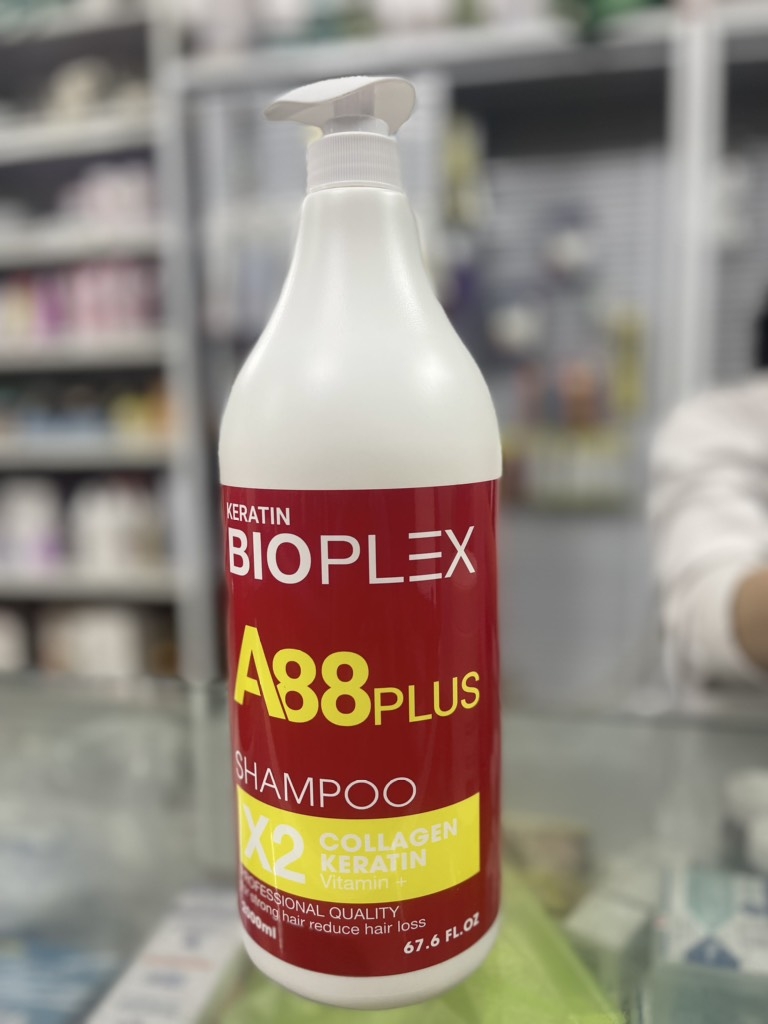 KERATIN
BIOPLEX
A88PLUS
SHAMPOO
X2
COLLAGEN
KERATIN
Vitamin +
PROFESSIONAL QUALITY
strong hair reduce hair loss
2000ml
67.6 FL.OZ